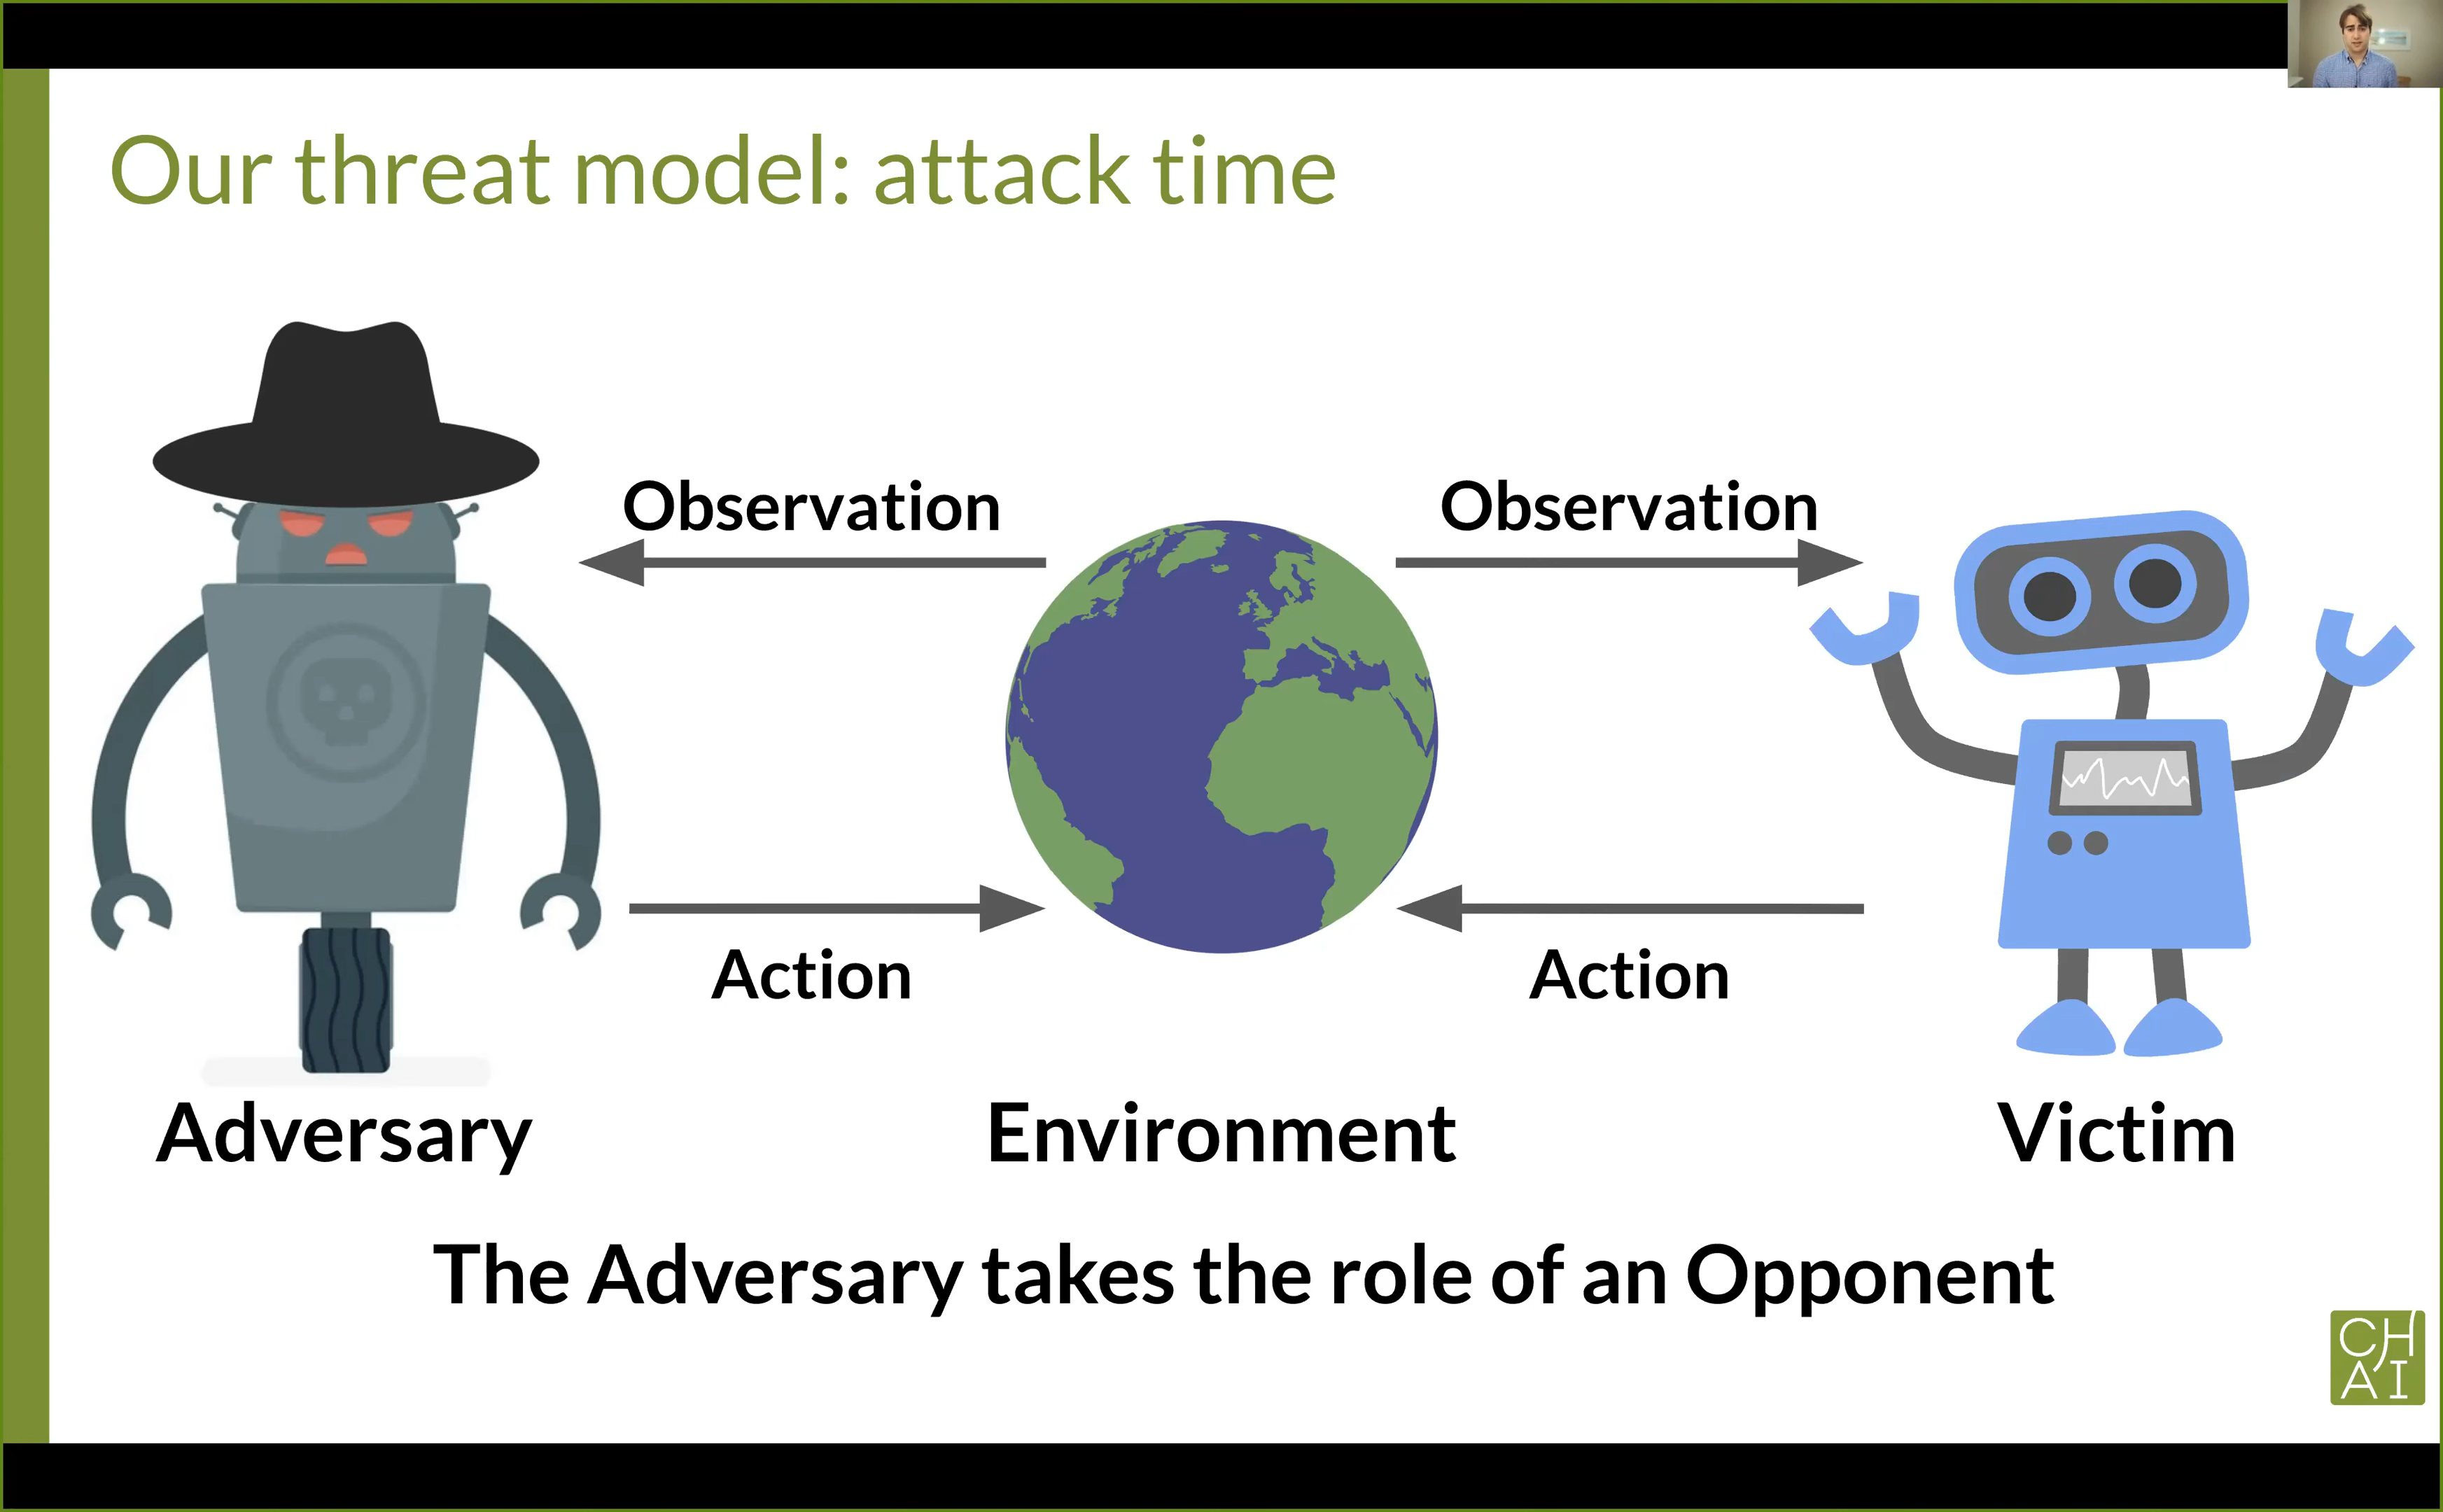 Our threat model: attack time
Observation
Observation
Action
Action
Adversary
Environment
Victim
The Adversary takes the role of an Opponent
CH
AI